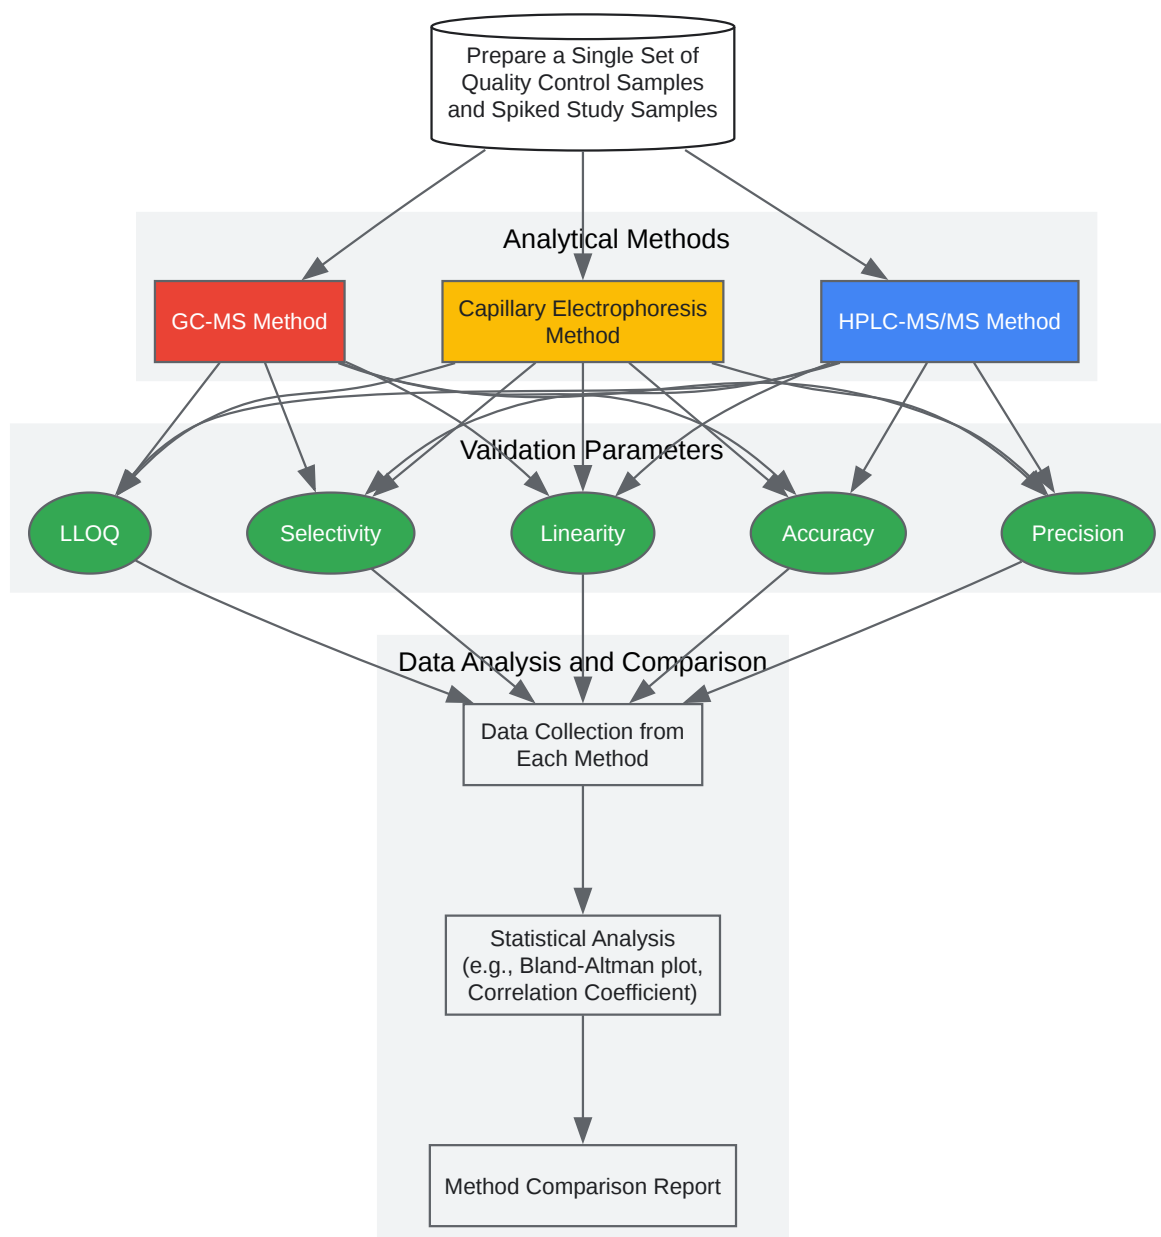 Prepare a Single Set of
Quality Control Samples
and Spiked Study Samples
Analytical Methods
GC-MS Method
Capillary Electrophoresis
Method
HPLC-MS/MS Method
Validation Parameters
LLOQ
Selectivity
Linearity
Accuracy
Precision
Data Analysis and Comparison
Data Collection from
Each Method
Statistical Analysis
(e.g., Bland-Altman plot,
Correlation Coefficient)
Method Comparison Report